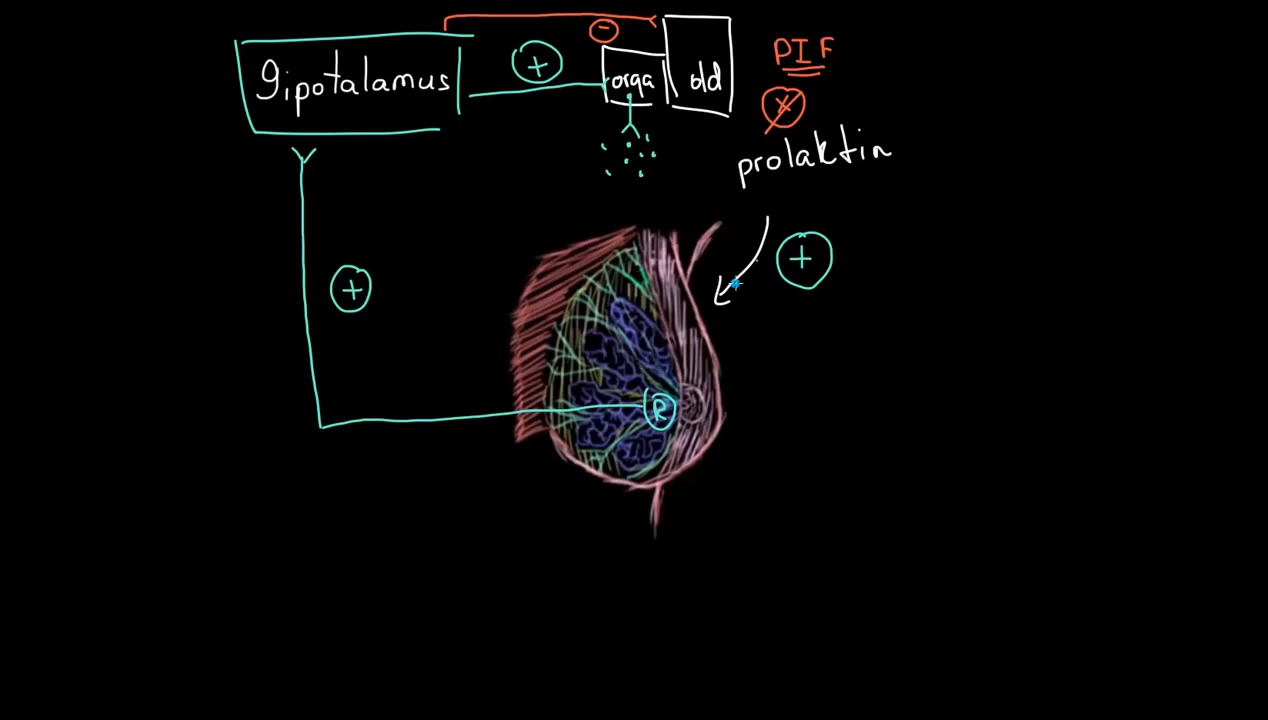 gipotalamus
+
-
orqa
old
PIF
prolaktin
+
+
R